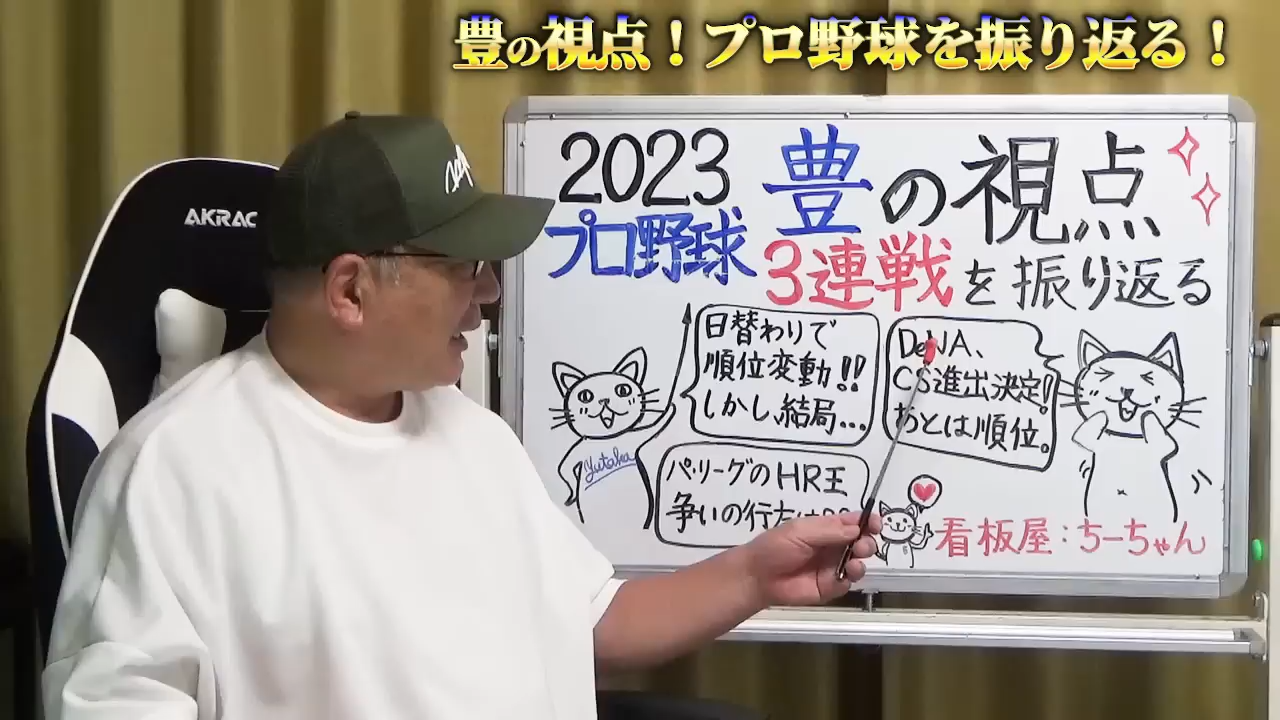 豊の視点！プロ野球を振り返る！
AKRAC
2023
プロ野球
豊の視点
3連戦を振り返る
日替わりで
順位変動!!
しかし、結局…
DeNA、
CS進出決定!
あとは順位。
yutaka
パ・リーグのHR王
争いの行方は
看板屋：ちーちゃん